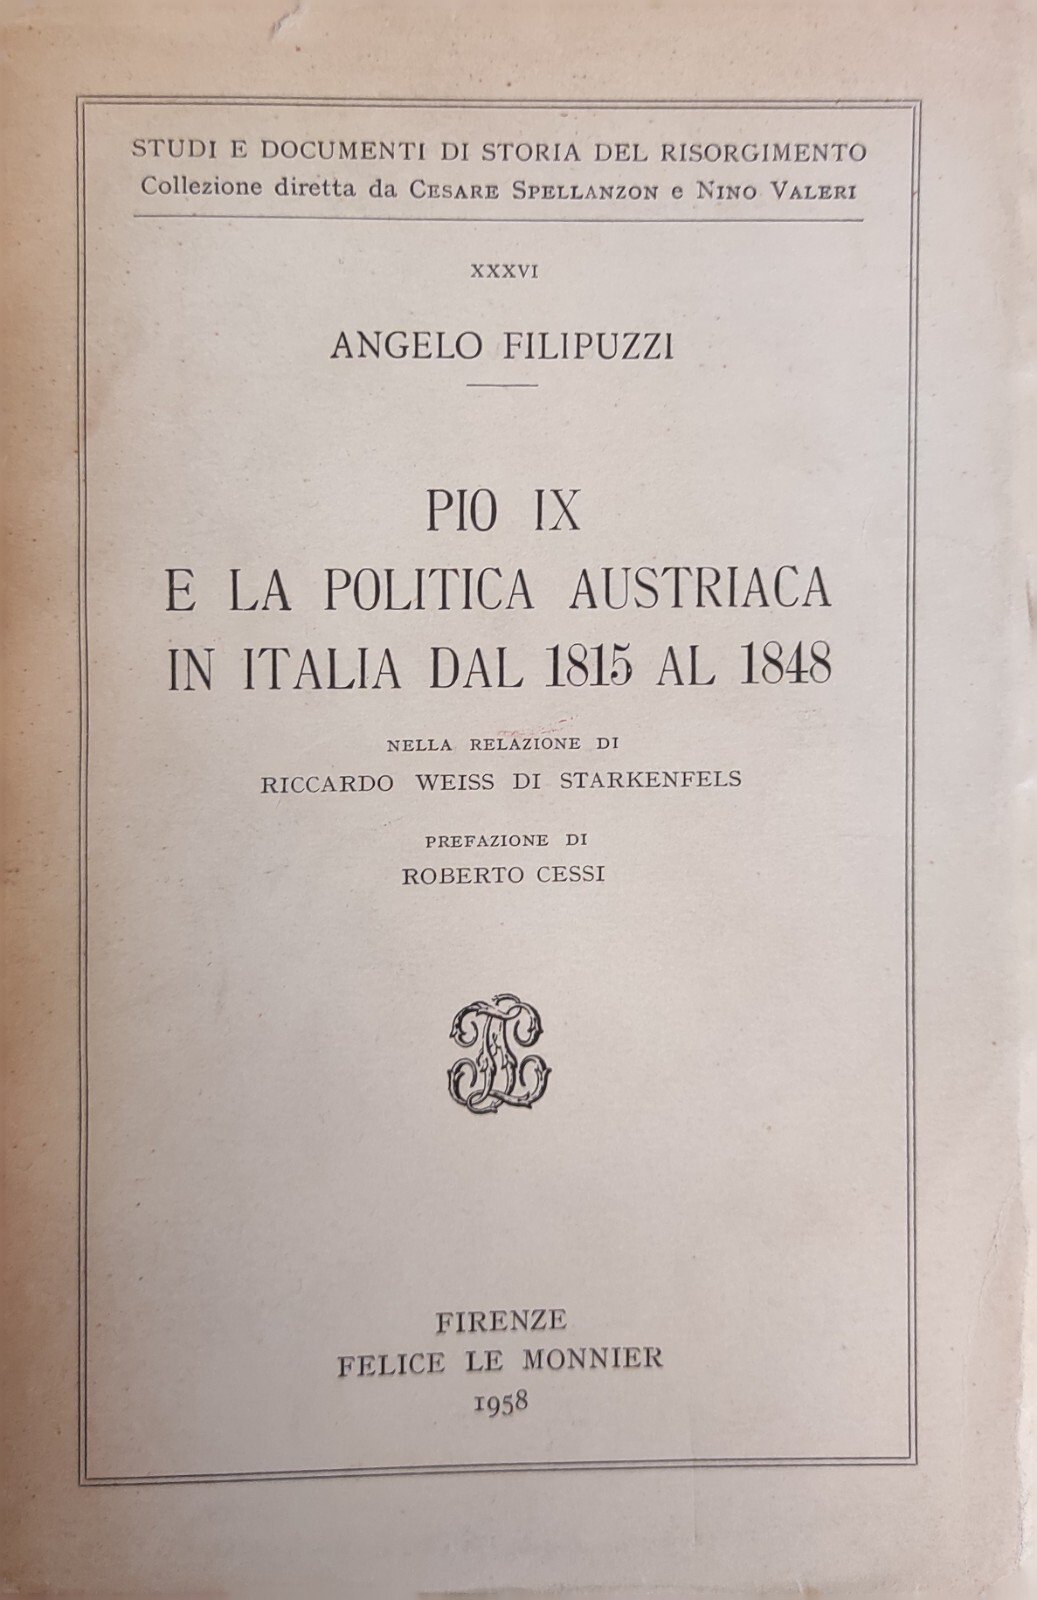 STUDI E DOCUMENTI DI STORIA DEL RISORGIMENTO
Collezione diretta da CESARE SPELLANZON e NINO VALERI
XXXVI
ANGELO FILIPUZZI
PIO IX
E LA POLITICA AUSTRIACA
IN ITALIA DAL 1815 AL 1848
NELLA RELAZIONE DI
RICCARDO WEISS DI STARKENFELS
PREFAZIONE DI
ROBERTO CESSI
FIRENZE
FELICE LE MONNIER
1958